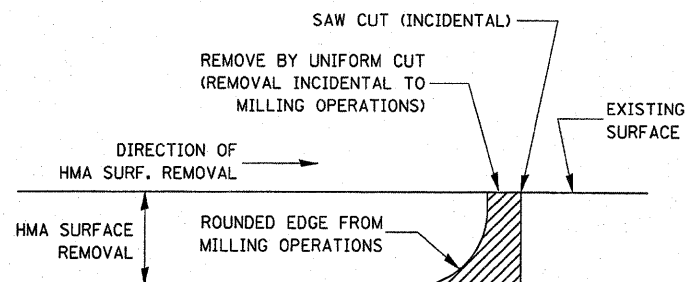 SAW CUT (INCIDENTAL)
REMOVE BY UNIFORM CUT
(REMOVAL INCIDENTAL TO
MILLING OPERATIONS)
EXISTING
SURFACE
DIRECTION OF
HMA SURF. REMOVAL
HMA SURFACE
REMOVAL
ROUNDED EDGE FROM
MILLING OPERATIONS